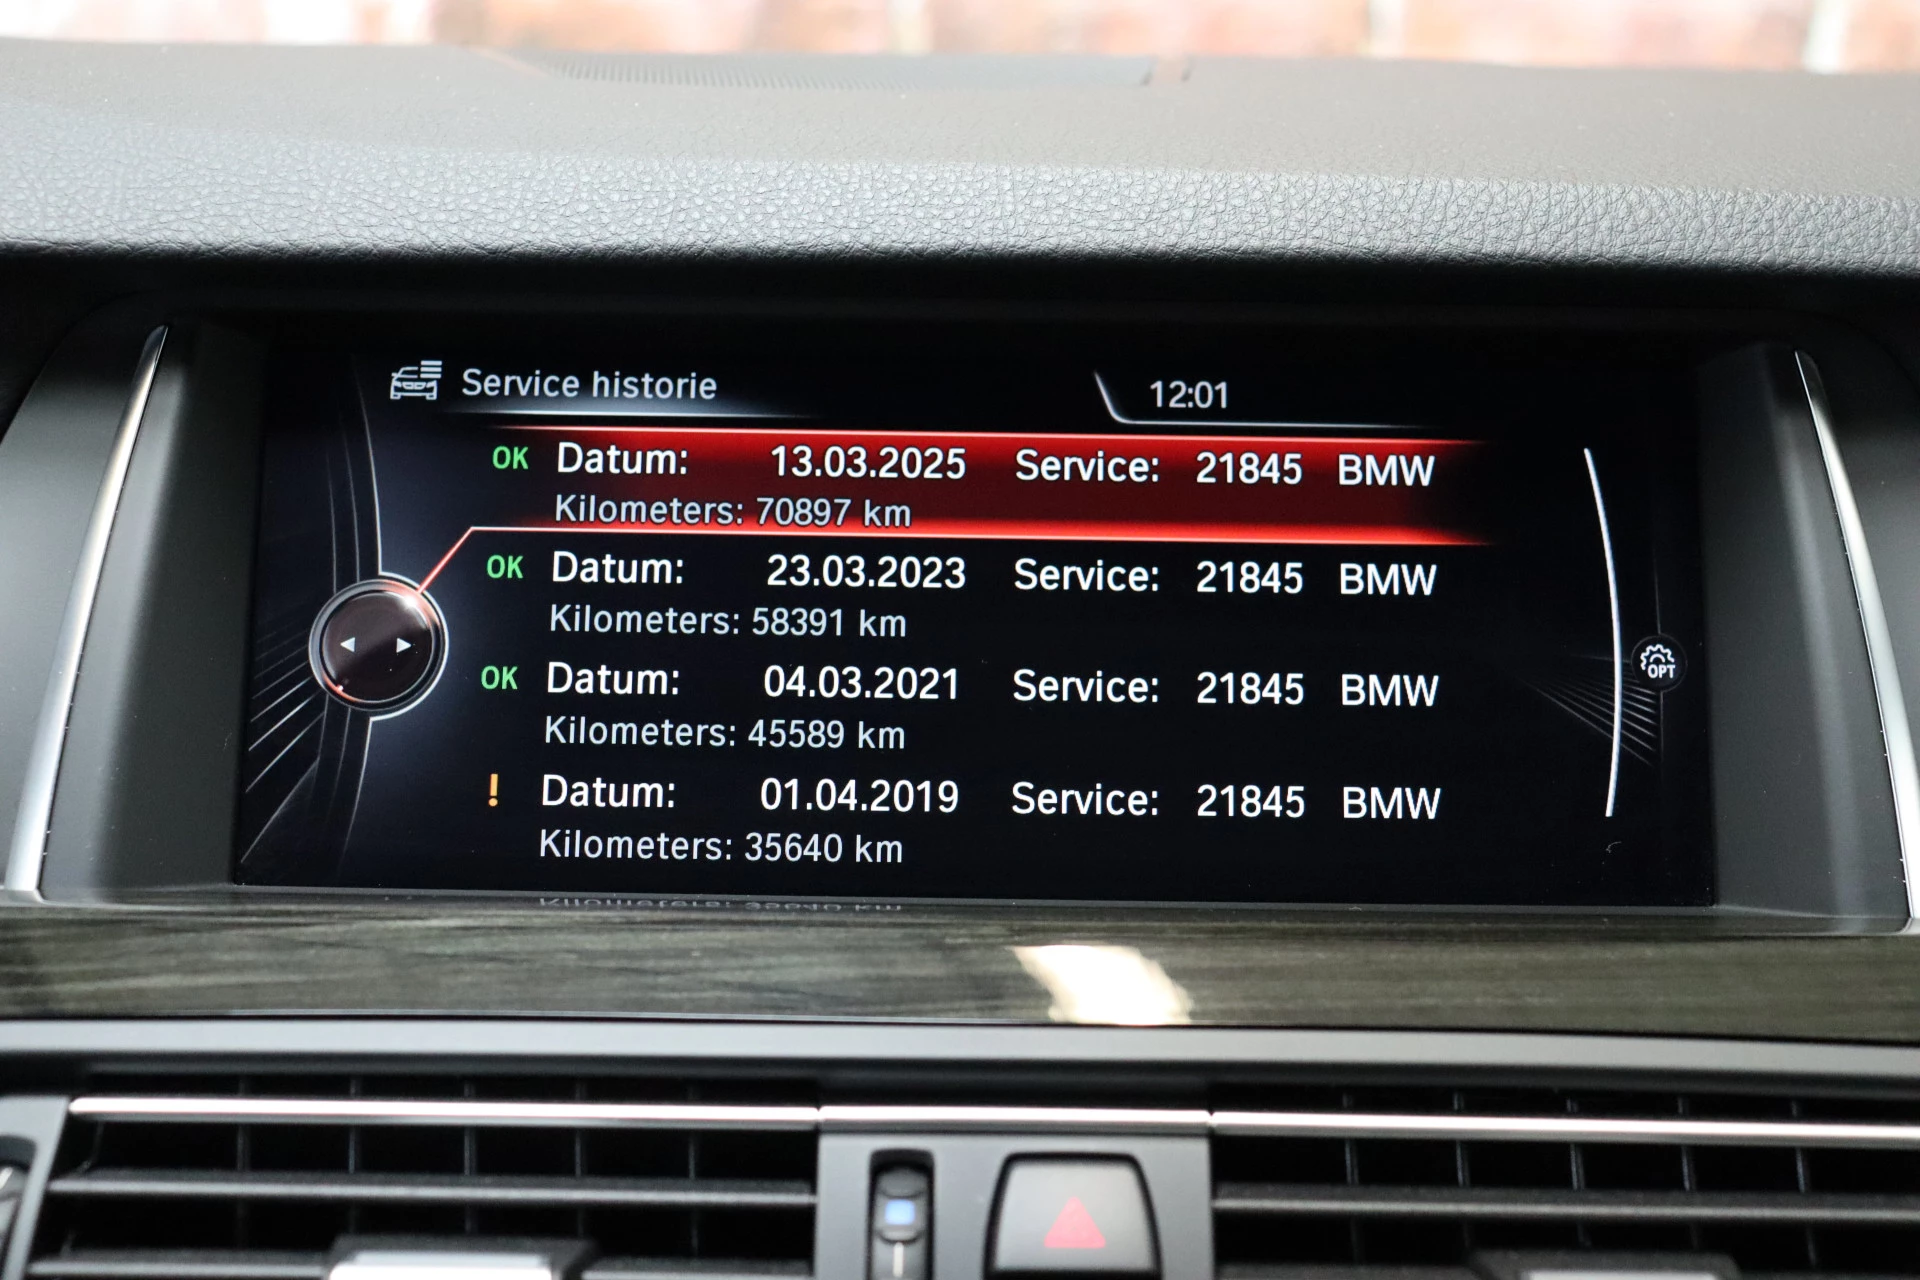 Service historie
12:01
OK Datum: 13.03.2025 Service: 21845 BMW
Kilometers: 70897 km
OK Datum: 23.03.2023 Service: 21845 BMW
Kilometers: 58391 km
OK Datum: 04.03.2021 Service: 21845 BMW
Kilometers: 45589 km
! Datum: 01.04.2019 Service: 21845 BMW
Kilometers: 35640 km
OPT